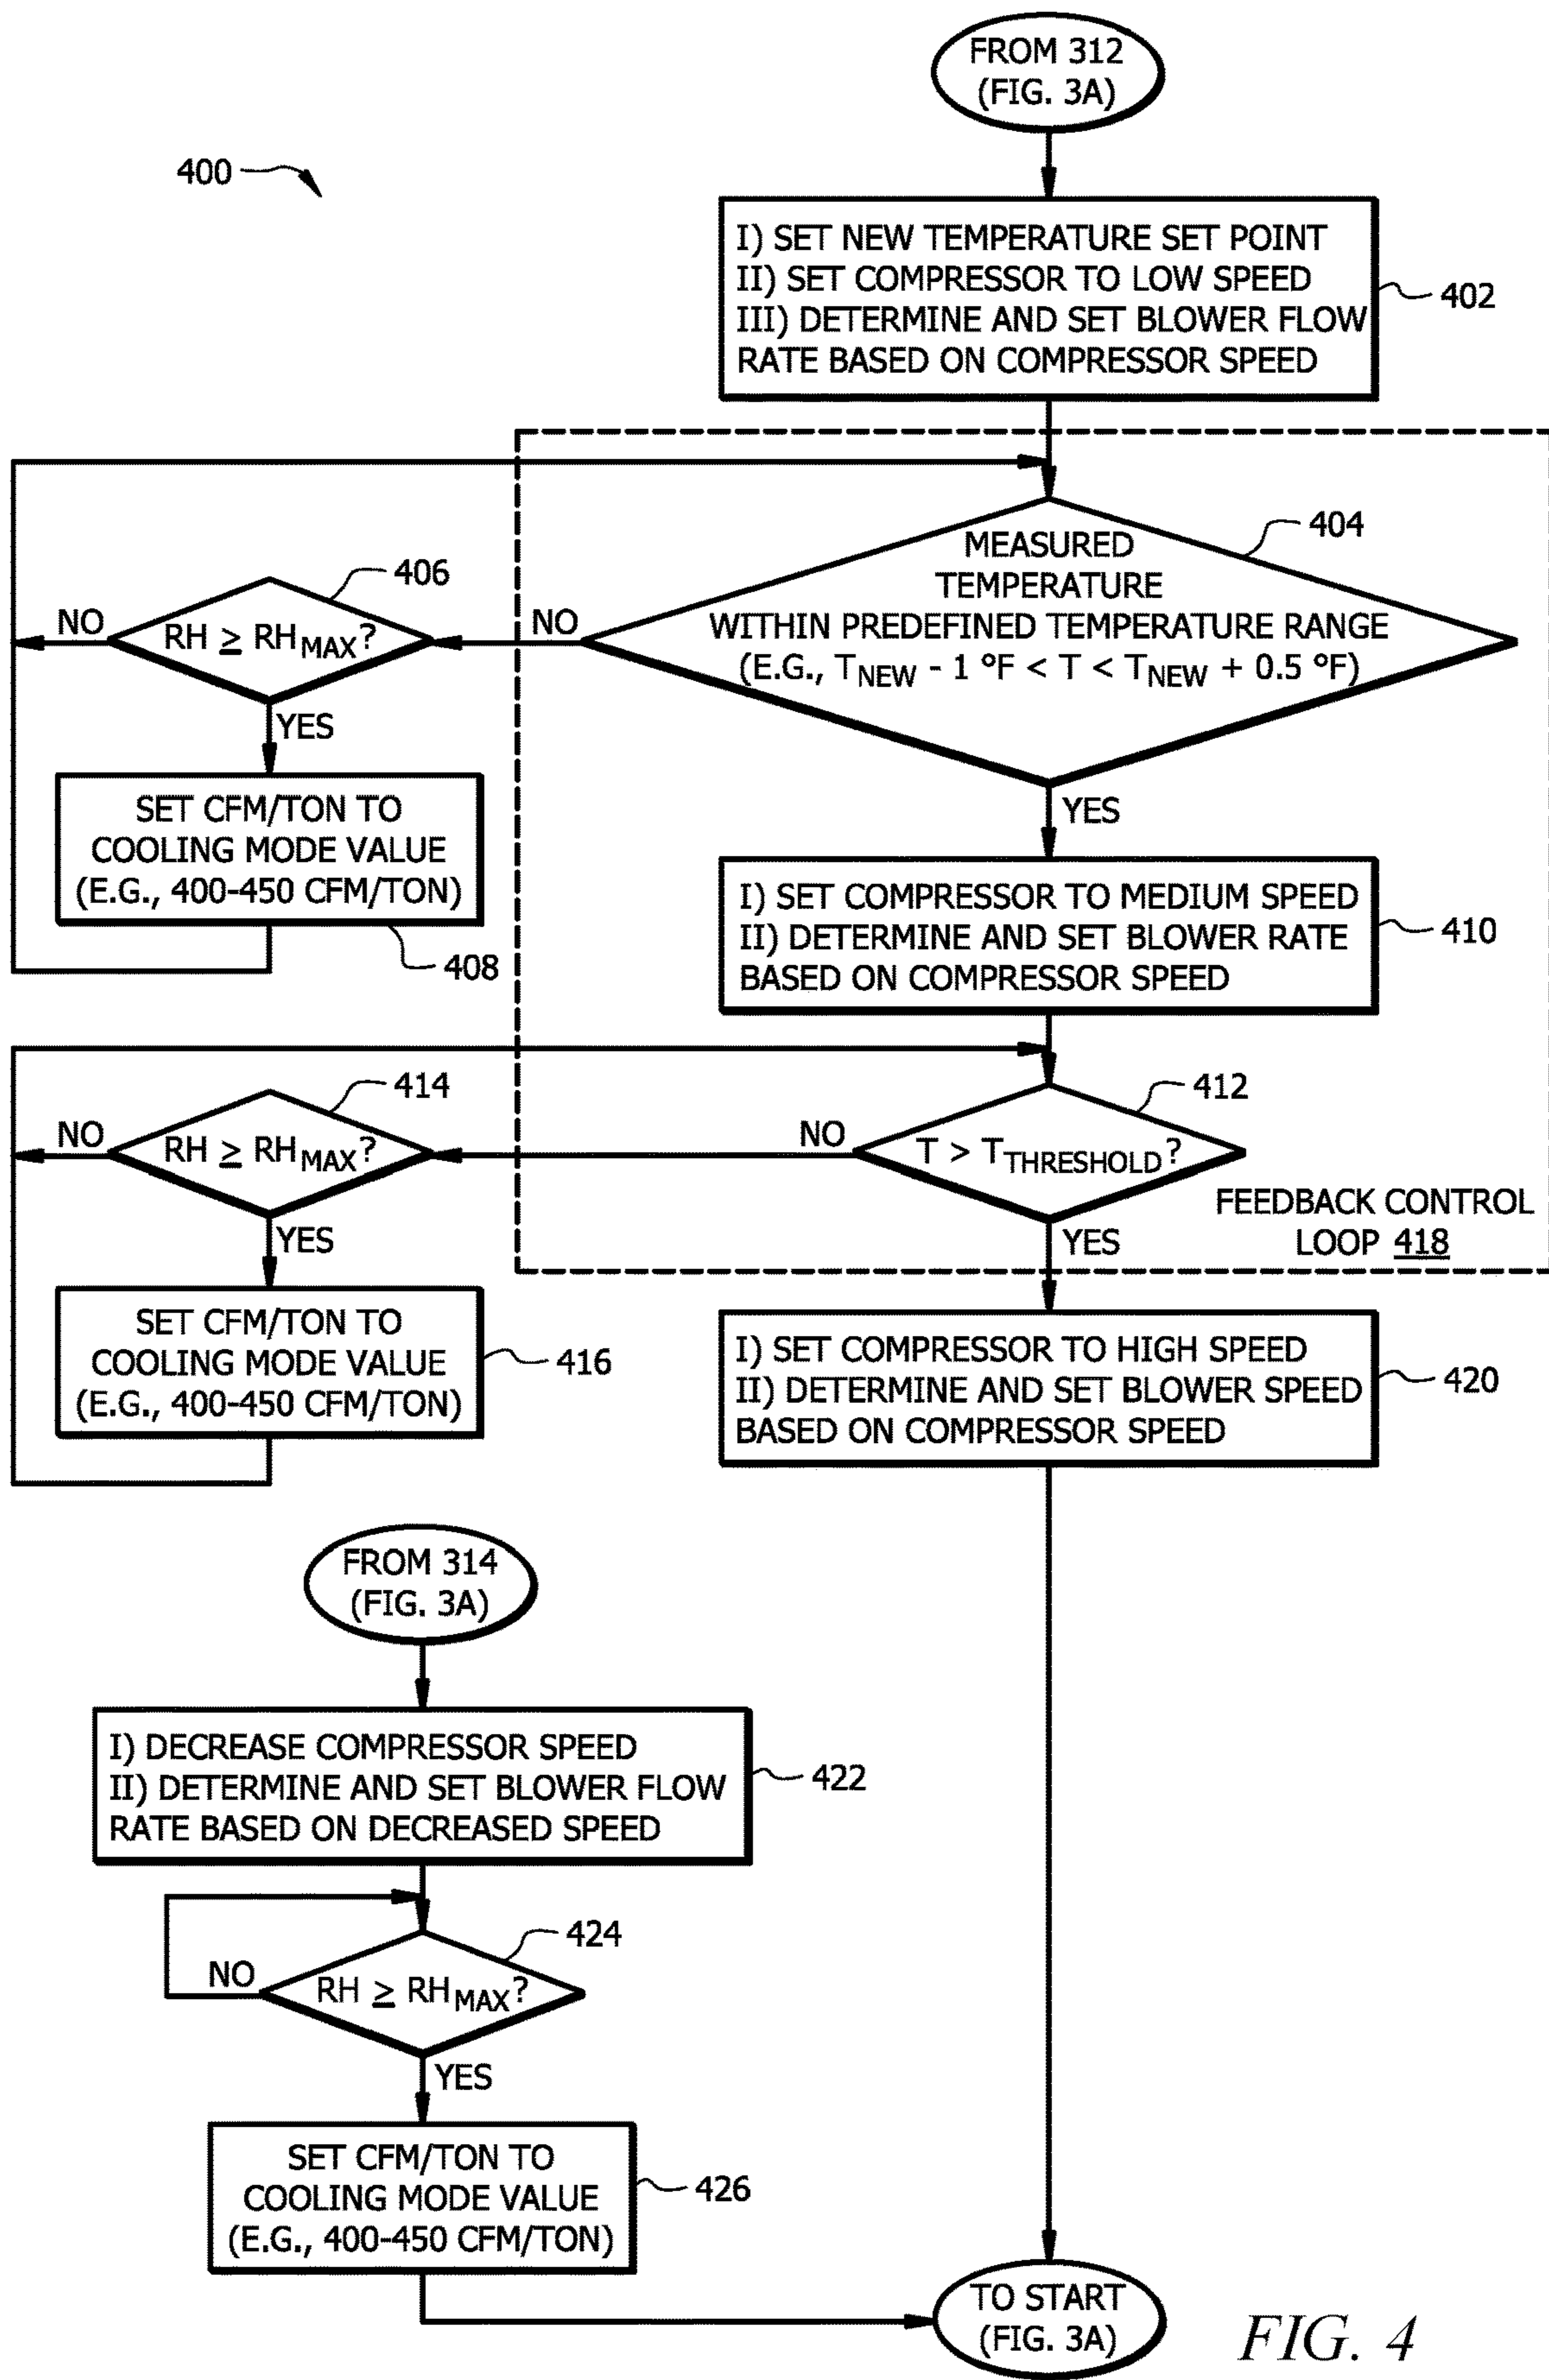 FROM 312
(FIG. 3A)
400
I) SET NEW TEMPERATURE SET POINT
II) SET COMPRESSOR TO LOW SPEED
III) DETERMINE AND SET BLOWER FLOW
RATE BASED ON COMPRESSOR SPEED
402
404
MEASURED
TEMPERATURE
WITHIN PREDEFINED TEMPERATURE RANGE
(E.G., TNEW - 1 °F < T < TNEW + 0.5 °F)
NO
YES
406
RH ≥ RHMAX?
NO
YES
SET CFM/TON TO
COOLING MODE VALUE
(E.G., 400-450 CFM/TON)
408
I) SET COMPRESSOR TO MEDIUM SPEED
II) DETERMINE AND SET BLOWER RATE
BASED ON COMPRESSOR SPEED
410
412
T > TTHRESHOLD?
NO
YES
FEEDBACK CONTROL
LOOP 418
414
RH ≥ RHMAX?
NO
YES
SET CFM/TON TO
COOLING MODE VALUE
(E.G., 400-450 CFM/TON)
416
I) SET COMPRESSOR TO HIGH SPEED
II) DETERMINE AND SET BLOWER SPEED
BASED ON COMPRESSOR SPEED
420
FROM 314
(FIG. 3A)
I) DECREASE COMPRESSOR SPEED
II) DETERMINE AND SET BLOWER FLOW
RATE BASED ON DECREASED SPEED
422
424
RH ≥ RHMAX?
NO
YES
SET CFM/TON TO
COOLING MODE VALUE
(E.G., 400-450 CFM/TON)
426
TO START
(FIG. 3A)
FIG. 4